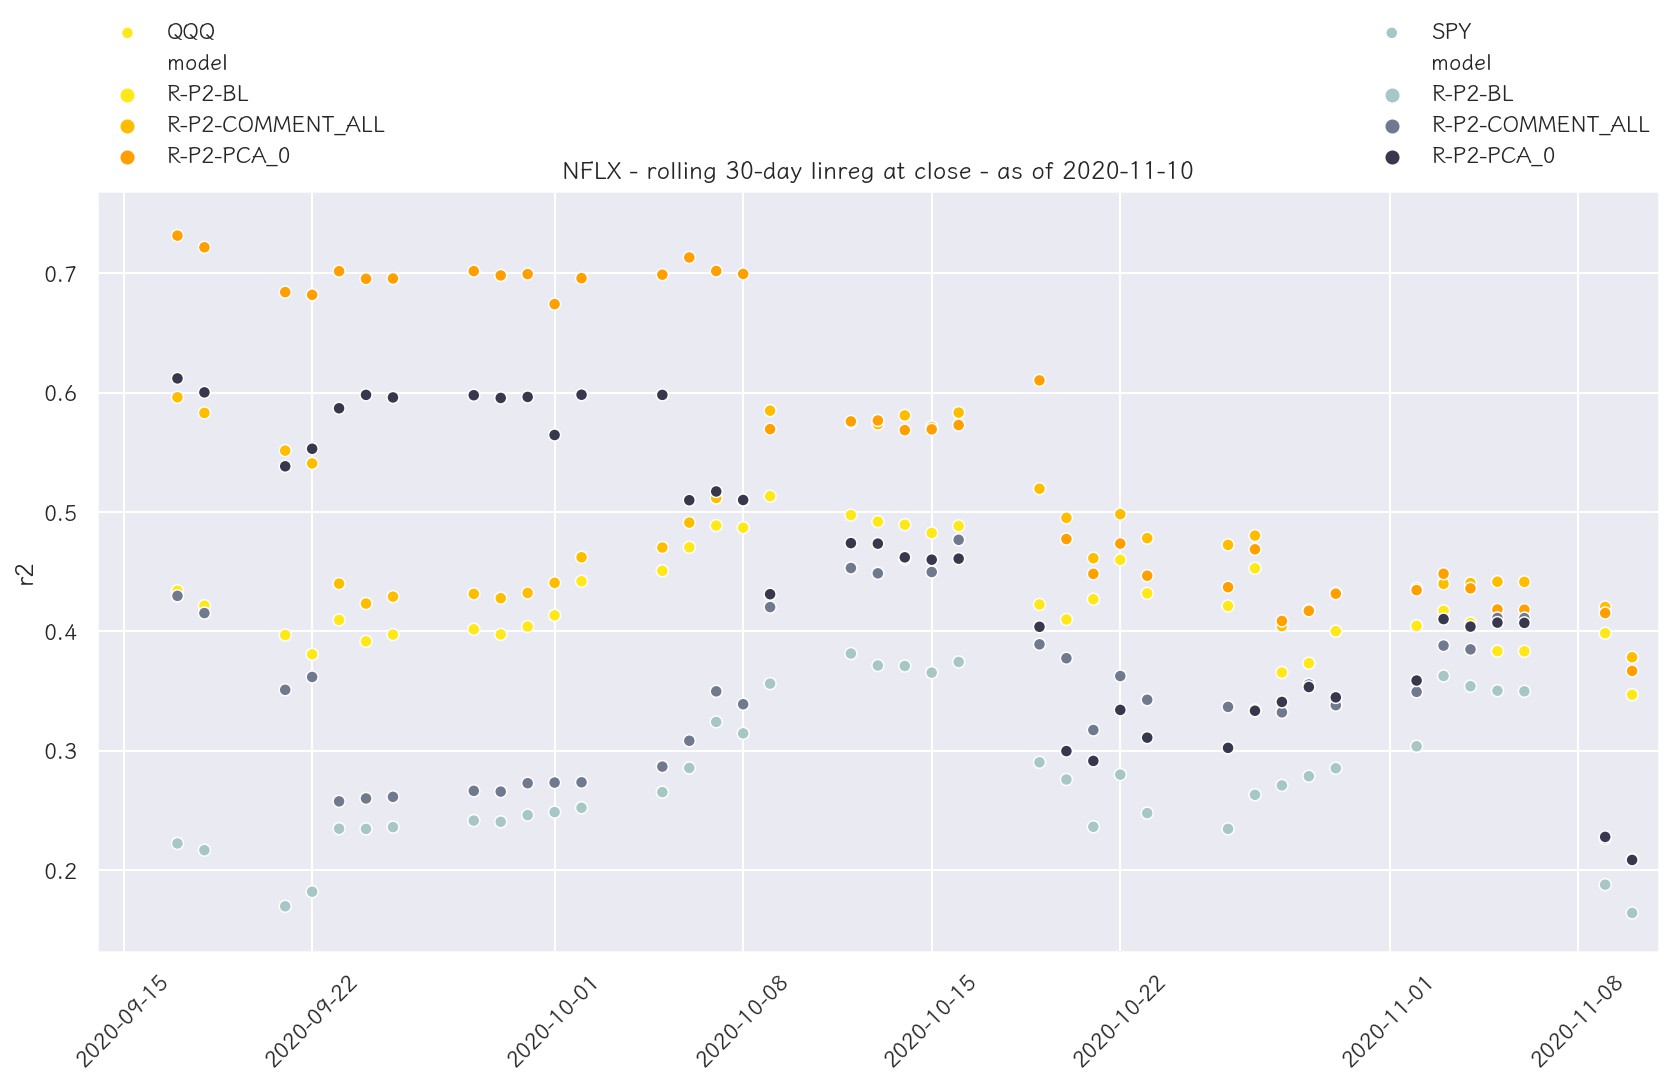 QQQ
model
R-P2-BL
R-P2-COMMENT_ALL
R-P2-PCA_0
SPY
model
R-P2-BL
R-P2-COMMENT_ALL
R-P2-PCA_0
NFLX - rolling 30-day linreg at close - as of 2020-11-10
r2
0.7
0.6
0.5
0.4
0.3
0.2
2020-09-15
2020-09-22
2020-10-01
2020-10-08
2020-10-15
2020-10-22
2020-11-01
2020-11-08